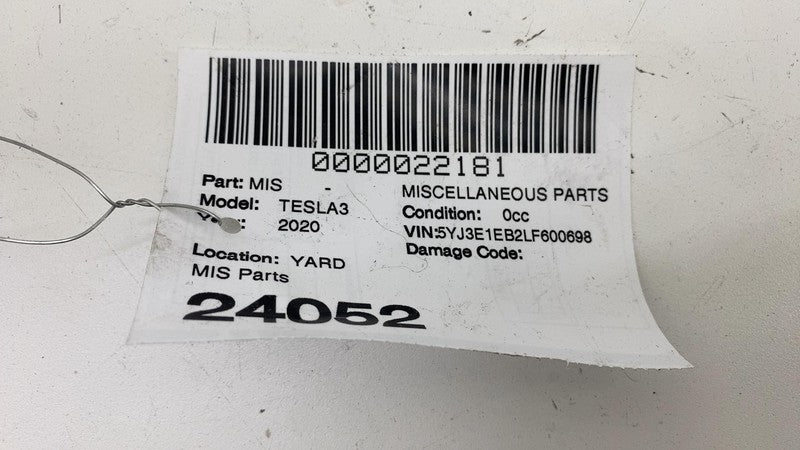 0000022181
Part: MIS - MISCELLANEOUS PARTS
Model: TESLA3 Condition: 0cc
2020 VIN:5YJ3E1EB2LF600698
Damage Code:
Location: YARD
MIS Parts
24052